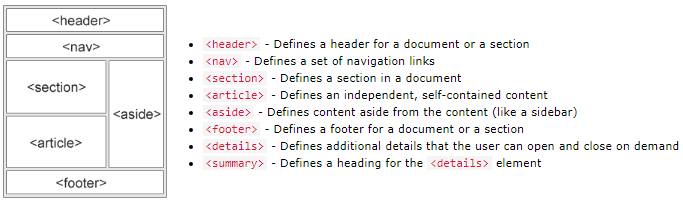 <header>
<nav>
<section>
<aside>
<article>
<footer>
<header> - Defines a header for a document or a section
<nav> - Defines a set of navigation links
<section> - Defines a section in a document
<article> - Defines an independent, self-contained content
<aside> - Defines content aside from the content (like a sidebar)
<footer> - Defines a footer for a document or a section
<details> - Defines additional details that the user can open and close on demand
<summary> - Defines a heading for the <details> element